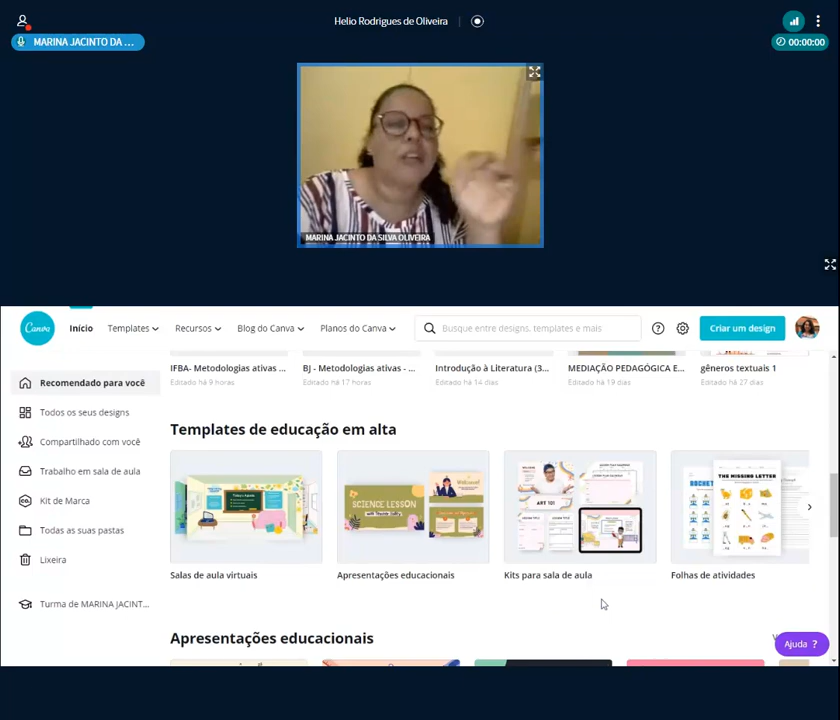 Helio Rodrigues de Oliveira
MARINA JACINTO DA ...
00:00:00
MARINA JACINTO DA SILVA OLIVEIRA
Canva
Início
Templates
Recursos
Blog do Canva
Planos do Canva
Busque entre designs, templates e mais
?
Criar um design
Recomendado para você
Todos os seus designs
Compartilhado com você
Trabalho em sala de aula
Kit de Marca
Todas as suas pastas
Lixeira
Turma de MARINA JACINT...
IFBA- Metodologias ativas ...
BJ - Metodologias ativas - ...
Introdução à Literatura (3...
MEDIAÇÃO PEDAGÓGICA E...
gêneros textuais 1
Editado há 9 horas
Editado há 17 horas
Editado há 14 dias
Editado há 19 dias
Editado há 27 dias
Templates de educação em alta
SCIENCE LESSON
Welcome!
ART 101
THE MISSING LETTER
Salas de aula virtuais
Apresentações educacionais
Kits para sala de aula
Folhas de atividades
Apresentações educacionais
Ajuda ?